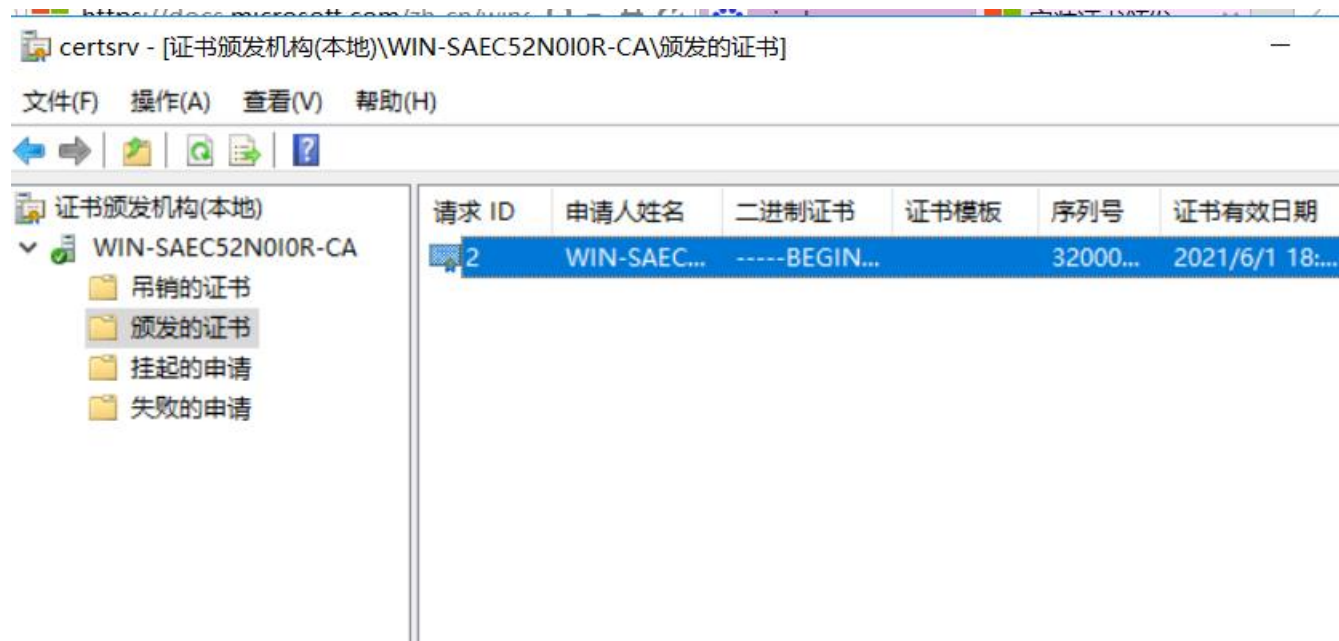 certsrv - [证书颁发机构(本地)\WIN-SAEC52N0I0R-CA\颁发的证书]
文件(F) 操作(A) 查看(V) 帮助(H)
证书颁发机构(本地)
WIN-SAEC52N0I0R-CA
吊销的证书
颁发的证书
挂起的申请
失败的申请
请求 ID 申请人姓名 二进制证书 证书模板 序列号 证书有效日期
2 WIN-SAEC... -----BEGIN... 32000... 2021/6/1 18:...